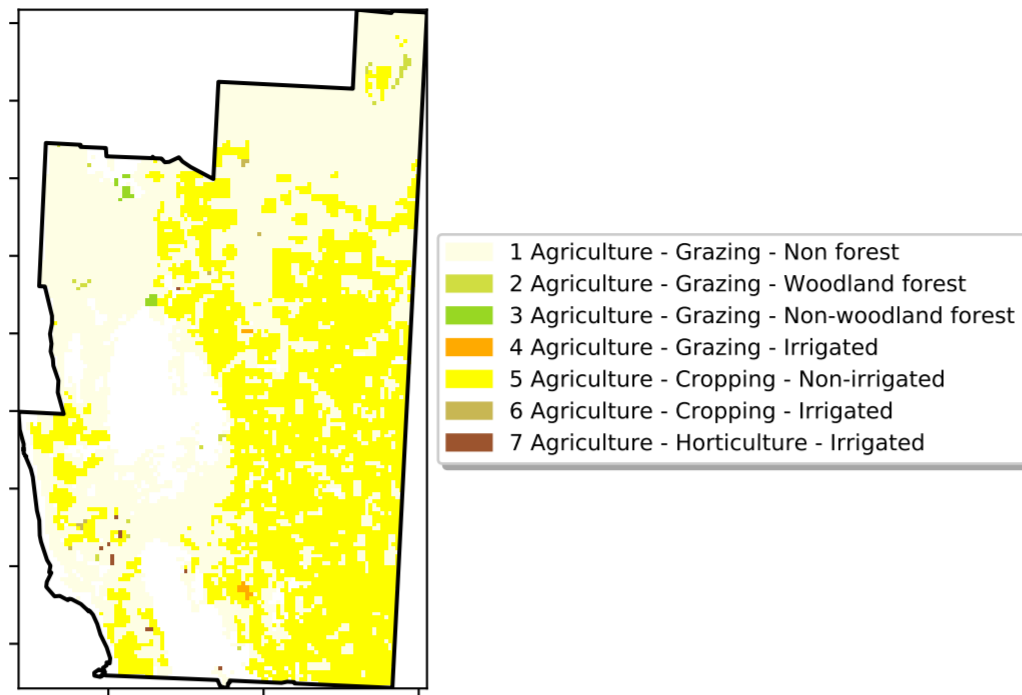 1 Agriculture - Grazing - Non forest
2 Agriculture - Grazing - Woodland forest
3 Agriculture - Grazing - Non-woodland forest
4 Agriculture - Grazing - Irrigated
5 Agriculture - Cropping - Non-irrigated
6 Agriculture - Cropping - Irrigated
7 Agriculture - Horticulture - Irrigated